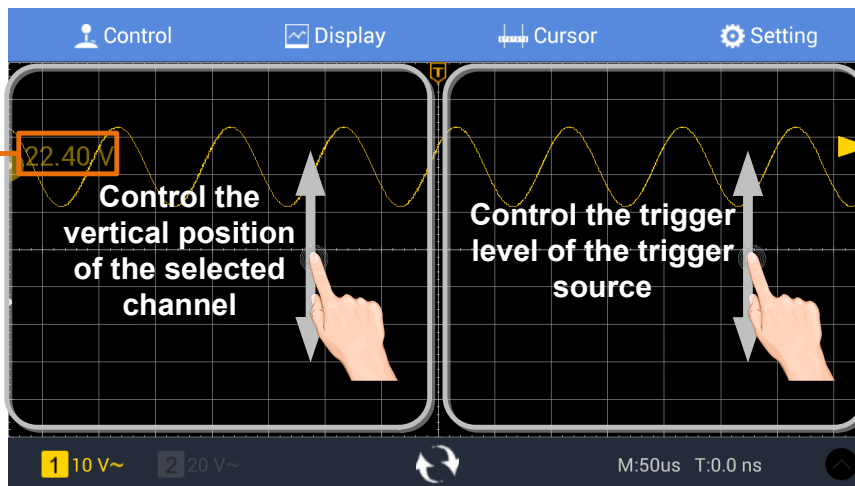 Control Display Cursor Setting
T
22.40 V
Control the
vertical position
of the selected
channel
Control the trigger
level of the trigger
source
1 10 V~ 2 20 V~ M:50us T:0.0 ns